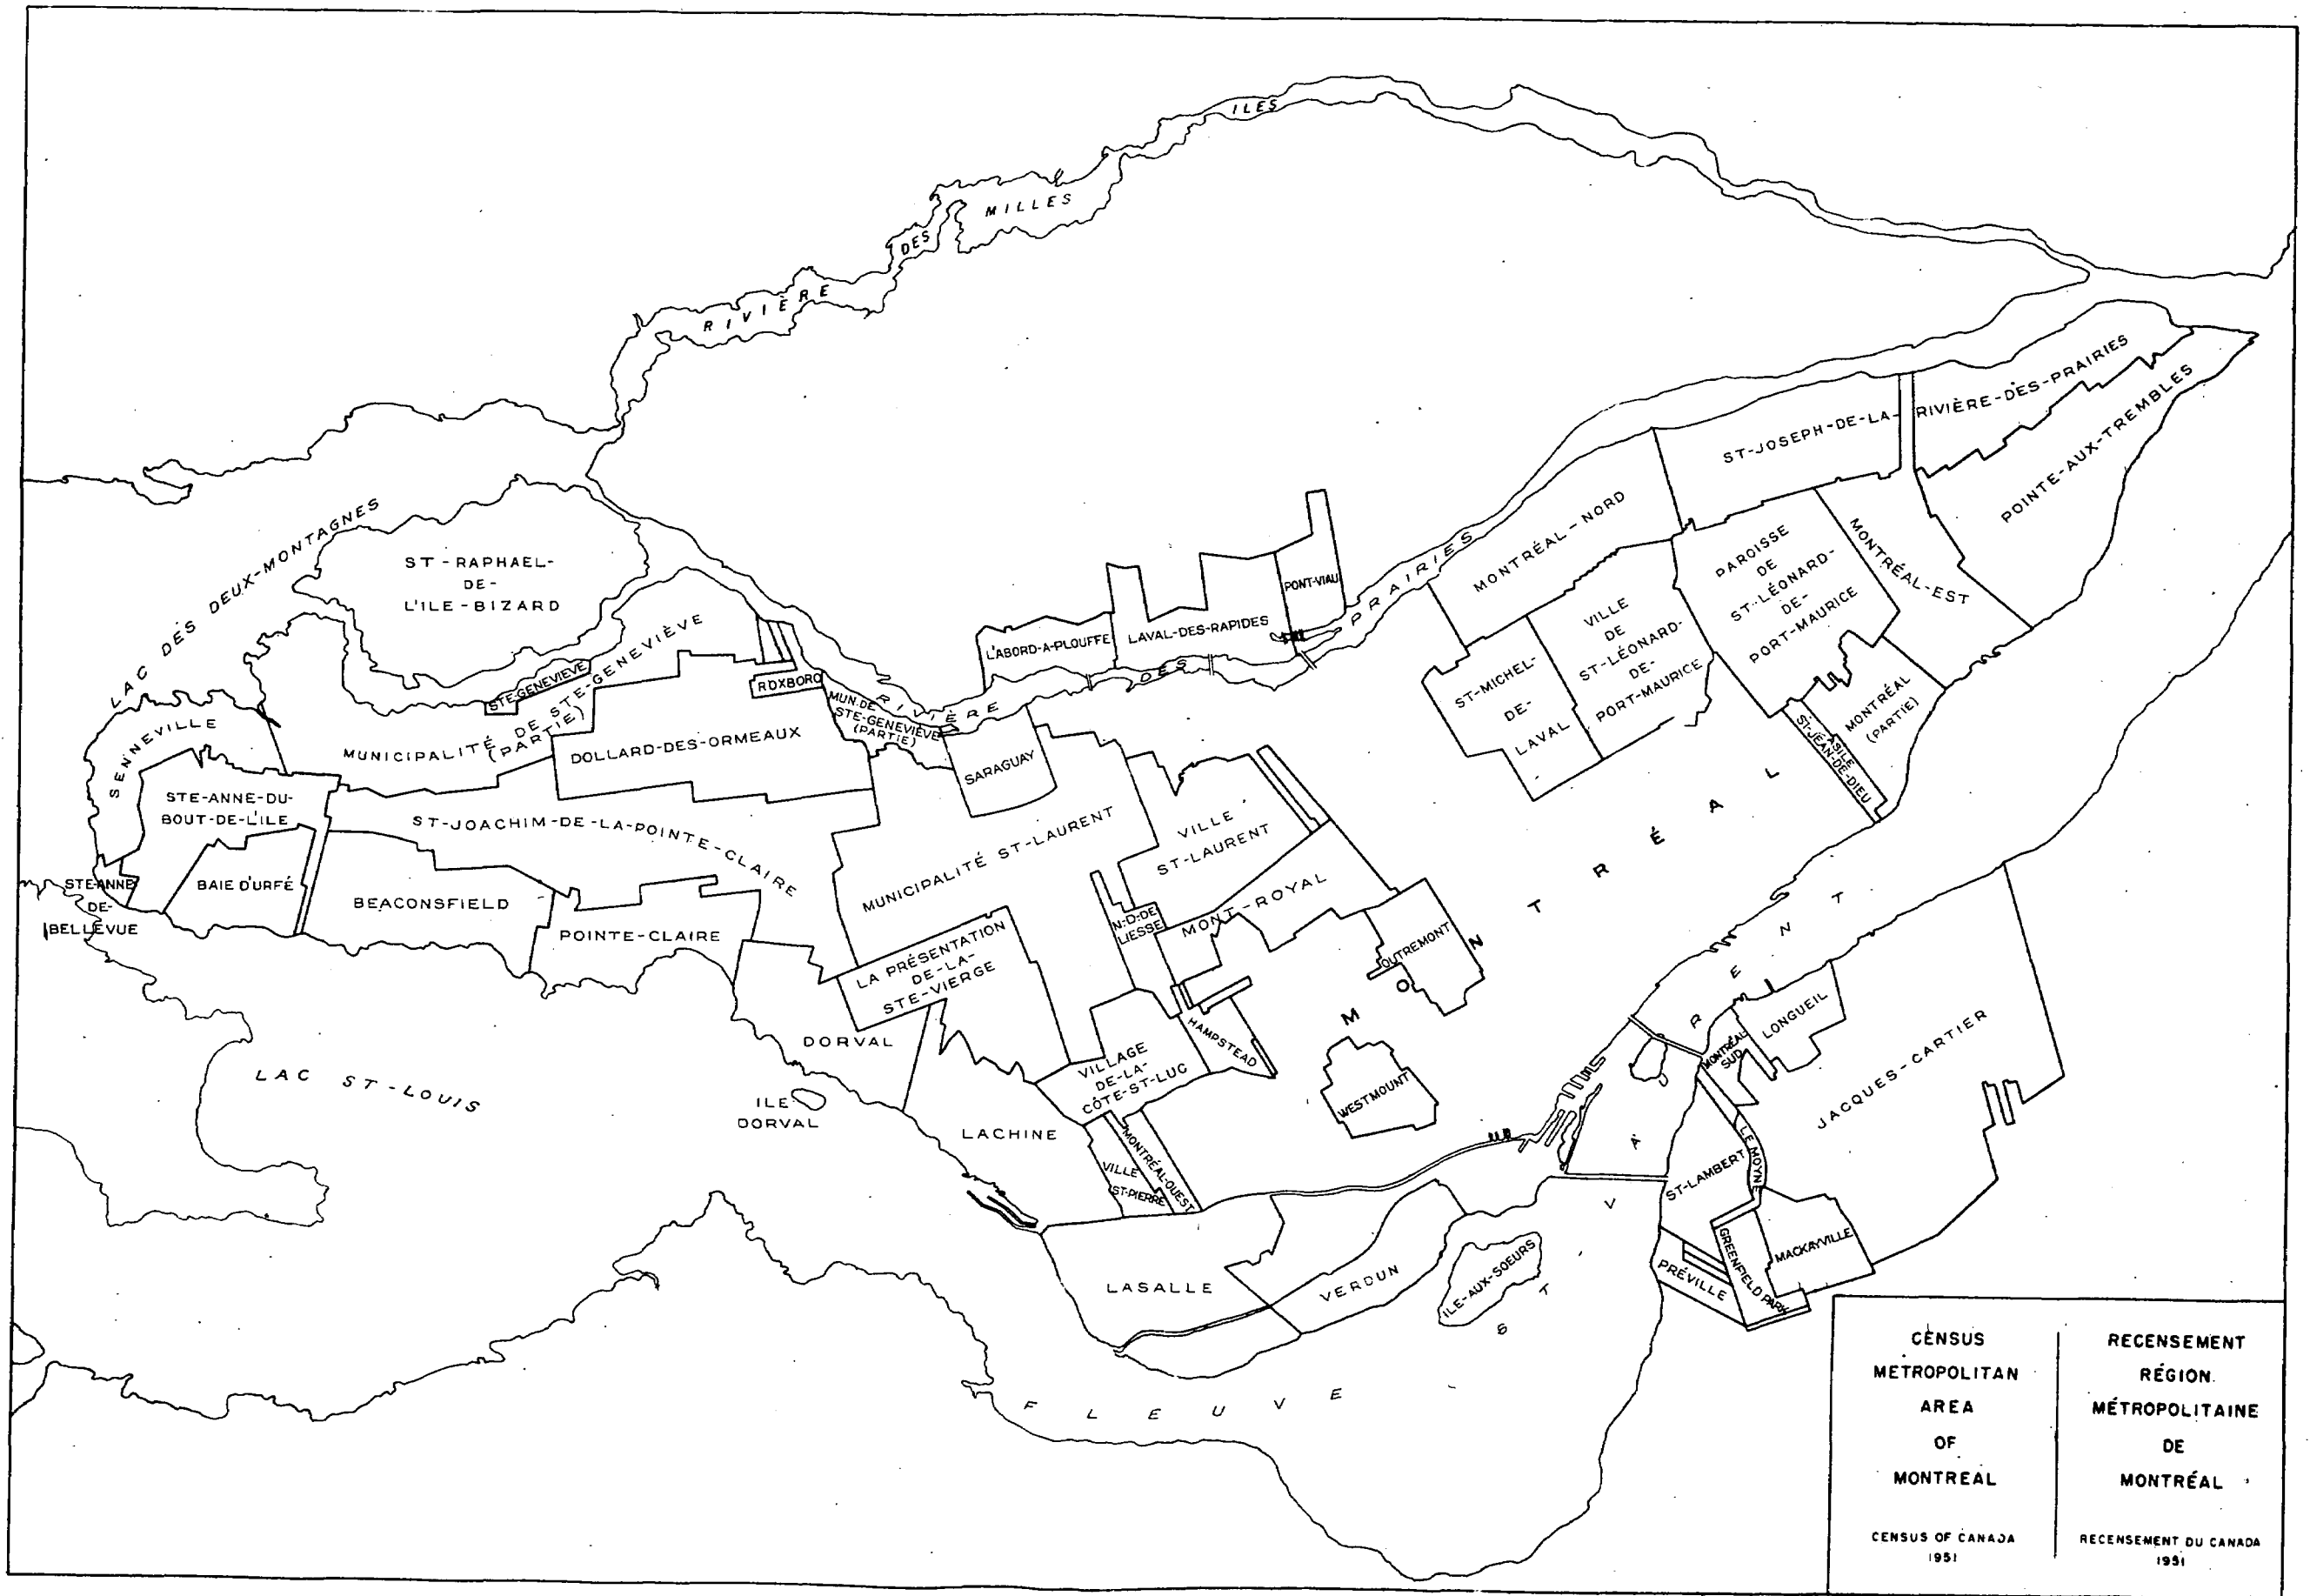 RIVIÈRE DES MILLES ILES
LAC DES DEUX-MONTAGNES
ST-RAPHAEL-
DE-
L'ILE-BIZARD
STE-GENEVIEVE
MUNICIPALITÉ DE STE-GENEVIÈVE
(PARTIE)
SENNEVILLE
STE-ANNE-DU-
BOUT-DE-L'ILE
BAIE D'URFÉ
STE-ANNE
DE-
BELLEVUE
BEACONSFIELD
ST-JOACHIM-DE-LA-POINTE-CLAIRE
POINTE-CLAIRE
DOLLARD-DES-ORMEAUX
ROXBORO
MUN. DE
STE-GENEVIÈVE
(PARTIE)
RIVIÈRE DES PRAIRIES
SARAGUAY
L'ABORD-A-PLOUFFE
LAVAL-DES-RAPIDES
PONT-VIAU
MUNICIPALITÉ ST-LAURENT
VILLE
ST-LAURENT
LA PRÉSENTATION
DE-LA-
STE-VIERGE
N.-D.-DE
LIESSE
MONT-ROYAL
DORVAL
ILE
DORVAL
LACHINE
VILLAGE
DE-LA-
CÔTE-ST-LUC
HAMPSTEAD
OUTREMONT
WESTMOUNT
MONTRÉAL-OUEST
VILLE
ST-PIERRE
LASALLE
VERDUN
ILE-AUX-SOEURS
MONTRÉAL
MONTRÉAL-NORD
ST-MICHEL-
DE-
LAVAL
VILLE
DE
ST-LÉONARD-
DE-
PORT-MAURICE
PAROISSE
DE
ST-LÉONARD-
DE-
PORT-MAURICE
ST-JOSEPH-DE-LA-RIVIÈRE-DES-PRAIRIES
POINTE-AUX-TREMBLES
MONTRÉAL-EST
MONTRÉAL
(PARTIE)
ASILE
ST-JEAN-DE-DIEU
LONGUEUIL
MONTRÉAL
SUD
JACQUES-CARTIER
ST-LAMBERT
LE MOYNE
GREENFIELD PARK
MACKAYVILLE
PRÉVILLE
LAC ST-LOUIS
FLEUVE ST-LAURENT
CENSUS
METROPOLITAN
AREA
OF
MONTREAL
CENSUS OF CANADA
1951
RECENSEMENT
RÉGION
MÉTROPOLITAINE
DE
MONTRÉAL
RECENSEMENT DU CANADA
1951